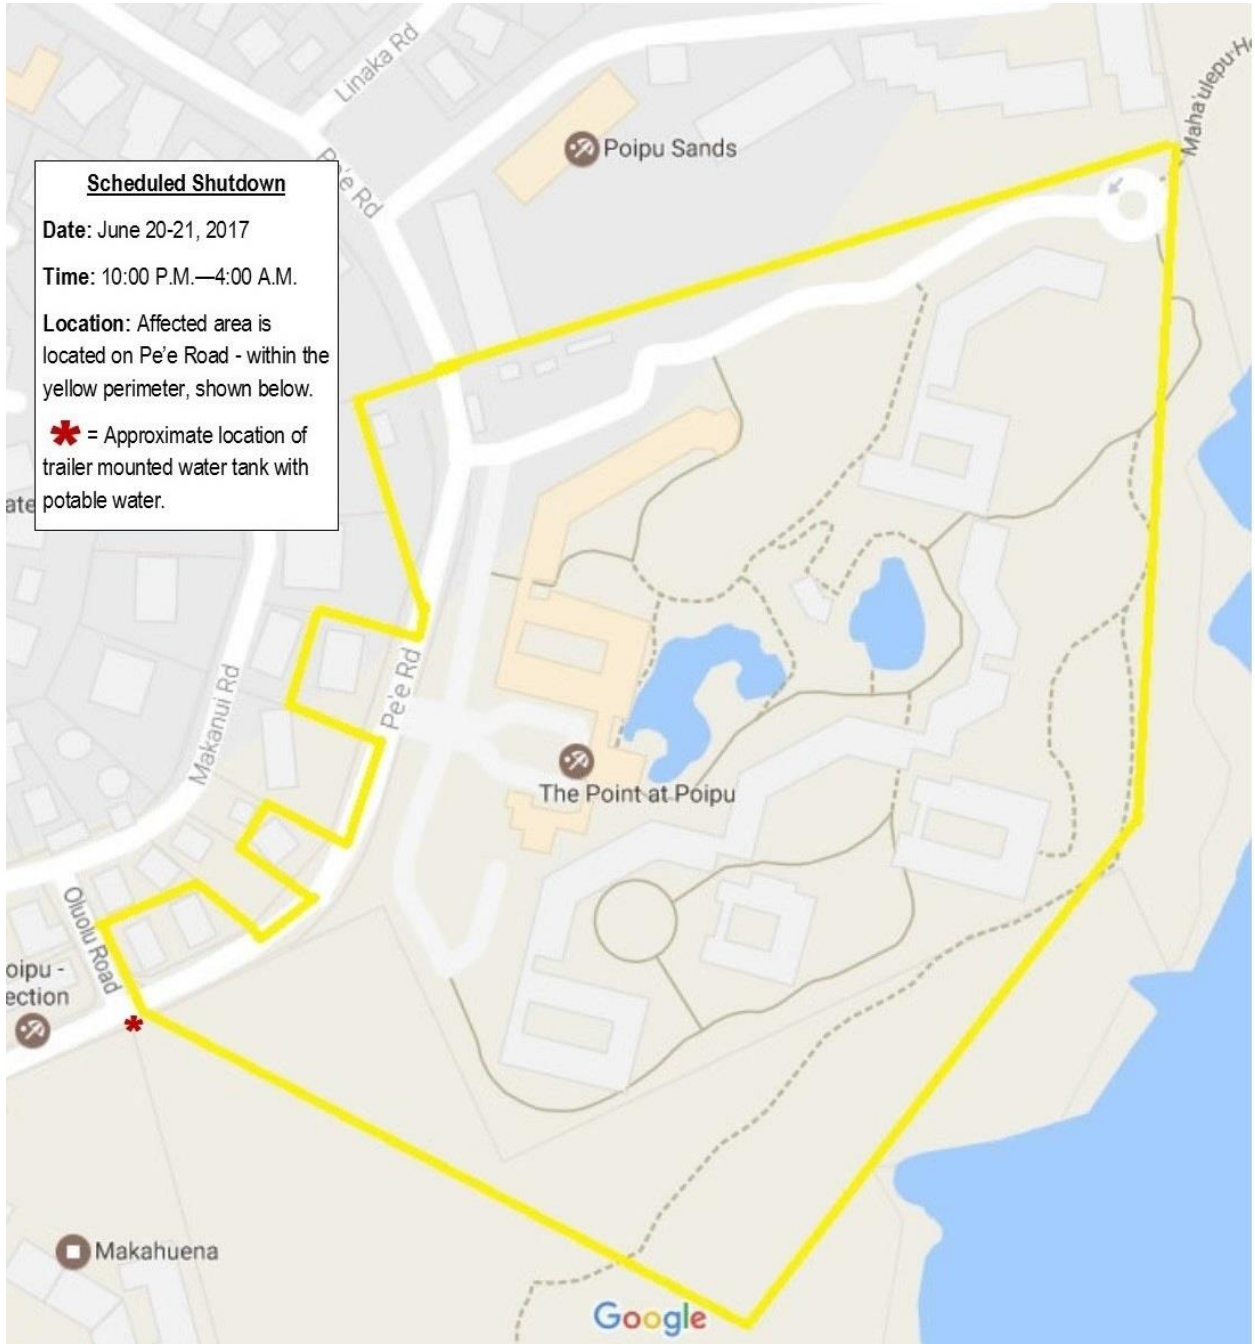 Linaka Rd
Maha'ulepu He
Poipu Sands
Pe'e Rd
Scheduled Shutdown
Date: June 20-21, 2017
Time: 10:00 P.M.—4:00 A.M.
Location: Affected area is
located on Pe'e Road - within the
yellow perimeter, shown below.
* = Approximate location of
trailer mounted water tank with
potable water.
ate
Pe'e Rd
Makanui Rd
The Point at Poipu
Oluolu Road
oipu -
ection
*
Makahuena
Google